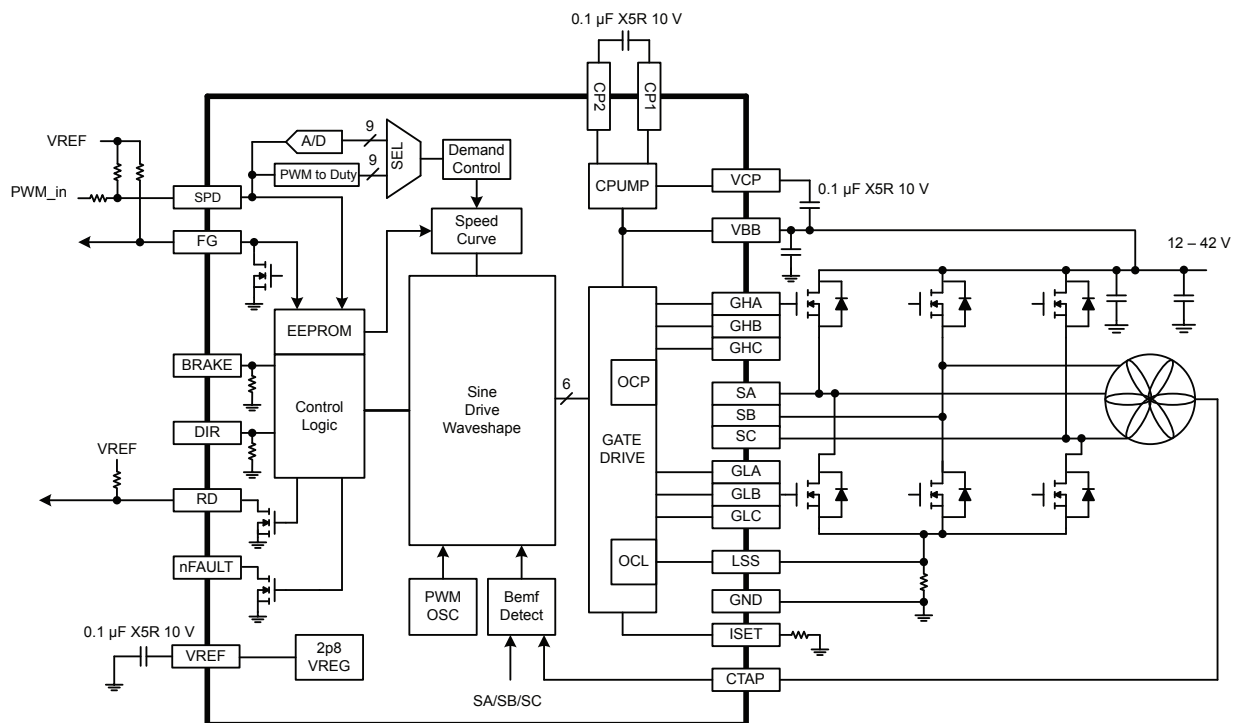 0.1 µF X5R 10 V
CP2
CP1
VREF
PWM_in
SPD
FG
A/D
9
PWM to Duty
9
SEL
Demand
Control
Speed
Curve
CPUMP
VCP
0.1 µF X5R 10 V
VBB
12 – 42 V
EEPROM
Control
Logic
BRAKE
DIR
VREF
RD
nFAULT
0.1 µF X5R 10 V
VREF
2p8
VREG
Sine
Drive
Waveshape
6
PWM
OSC
Bemf
Detect
SA/SB/SC
OCP
GATE
DRIVE
OCL
GHA
GHB
GHC
SA
SB
SC
GLA
GLB
GLC
LSS
GND
ISET
CTAP